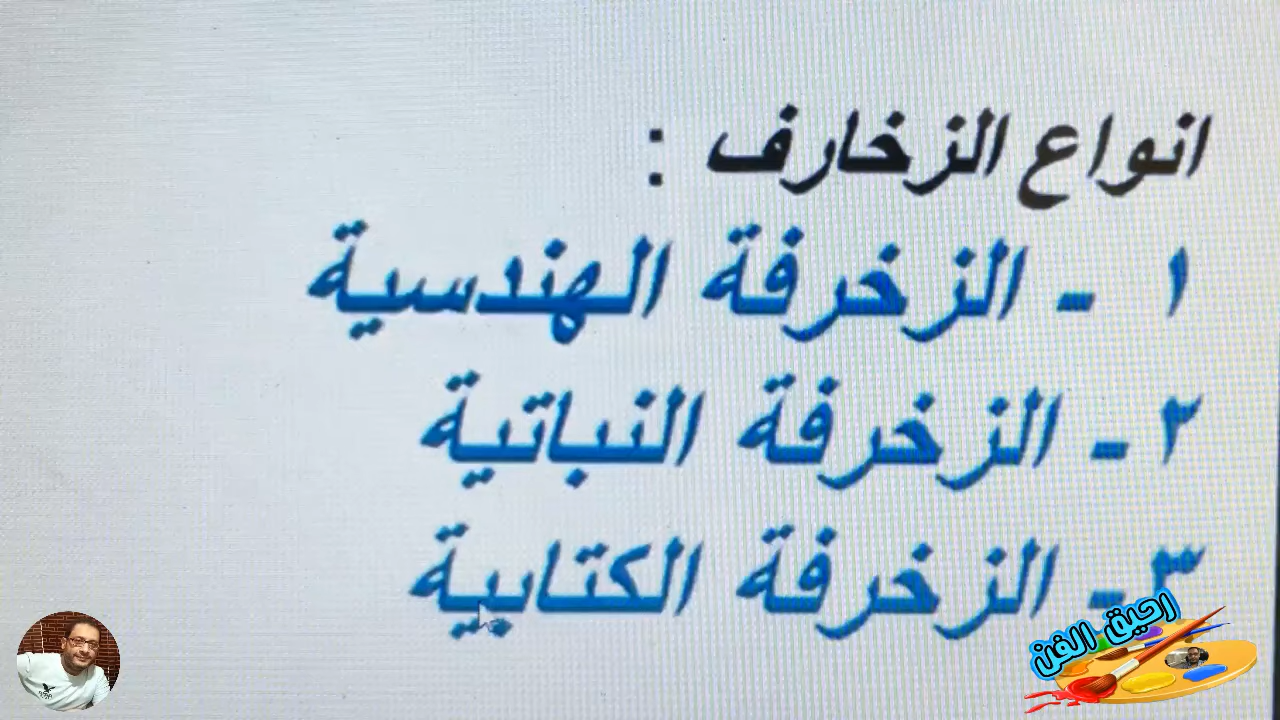 انواع الزخارف :
١ - الزخرفة الهندسية
٢ - الزخرفة النباتية
٣ - الزخرفة الكتابية
رحيق الفن